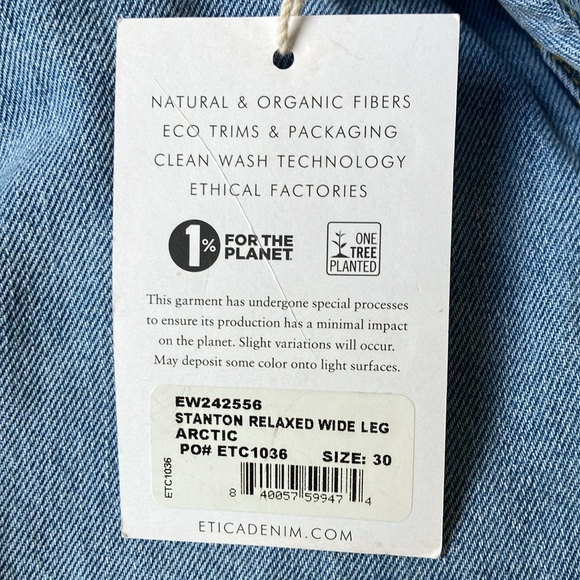 NATURAL & ORGANIC FIBERS
ECO TRIMS & PACKAGING
CLEAN WASH TECHNOLOGY
ETHICAL FACTORIES
1% FOR THE
PLANET
ONE
TREE
PLANTED
This garment has undergone special processes
to ensure its production has a minimal impact
on the planet. Slight variations will occur.
May deposit some color onto light surfaces.
EW242556
STANTON RELAXED WIDE LEG
ARCTIC
PO# ETC1036 SIZE: 30
ETC1036
8 40057 59947 4
ETICADENIM.COM